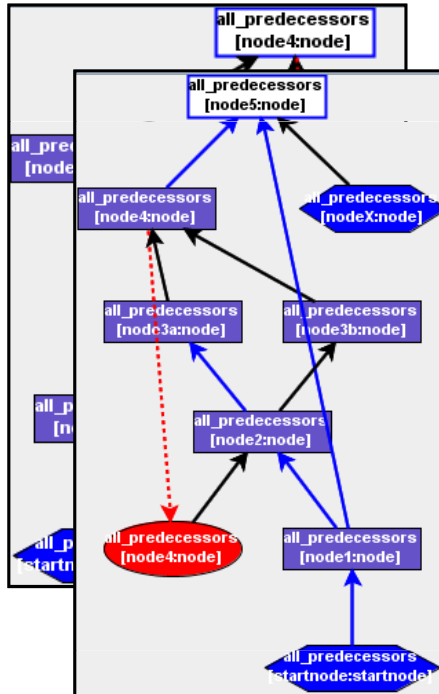 all_predecessors
[node4:node]
all_predecessors
[node5:node]
all_predecessors
[node4:node]
all_predecessors
[nodeX:node]
all_predecessors
[node3a:node]
all_predecessors
[node3b:node]
all_predecessors
[node2:node]
all_predecessors
[node4:node]
all_predecessors
[node1:node]
all_predecessors
[startnode:startnode]